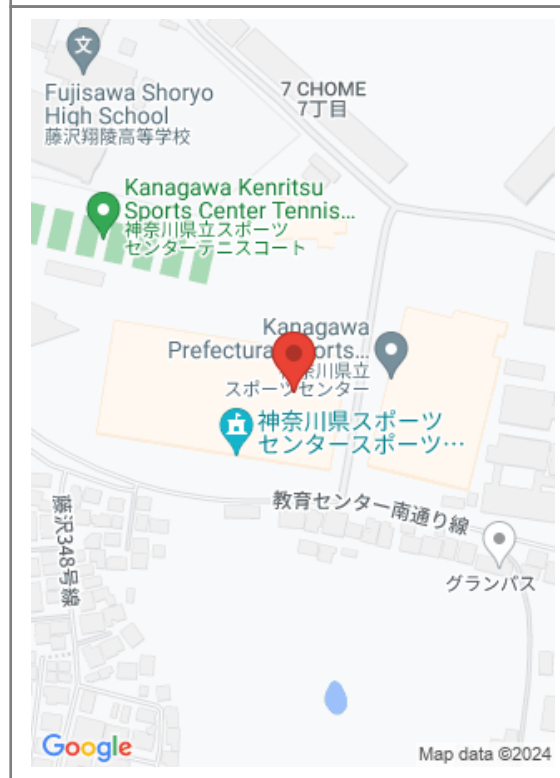 文
Fujisawa Shoryo
High School
藤沢翔陵高等学校
7 CHOME
7丁目
Kanagawa Kenritsu
Sports Center Tennis...
神奈川県立スポーツ
センターテニスコート
Kanagawa
Prefectural
川県立
スポーツセンター
神奈川県スポーツ
センタースポーツ…
教育センター南通り線
藤沢348号線
グランパス
Google
Map data ©2024